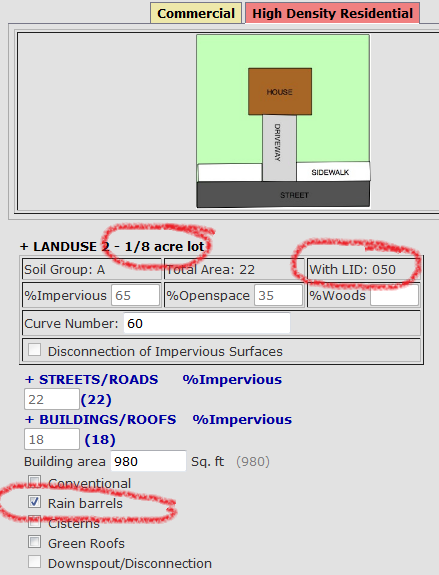 Commercial High Density Residential
HOUSE
DRIVEWAY
SIDEWALK
STREET
+ LANDUSE 2 - 1/8 acre lot
Soil Group: A Total Area: 22 With LID: 050
%Impervious 65 %Openspace 35 %Woods
Curve Number: 60
Disconnection of Impervious Surfaces
+ STREETS/ROADS %Impervious
22 (22)
+ BUILDINGS/ROOFS %Impervious
18 (18)
Building area 980 Sq. ft (980)
Conventional
Rain barrels
Cisterns
Green Roofs
Downspout/Disconnection